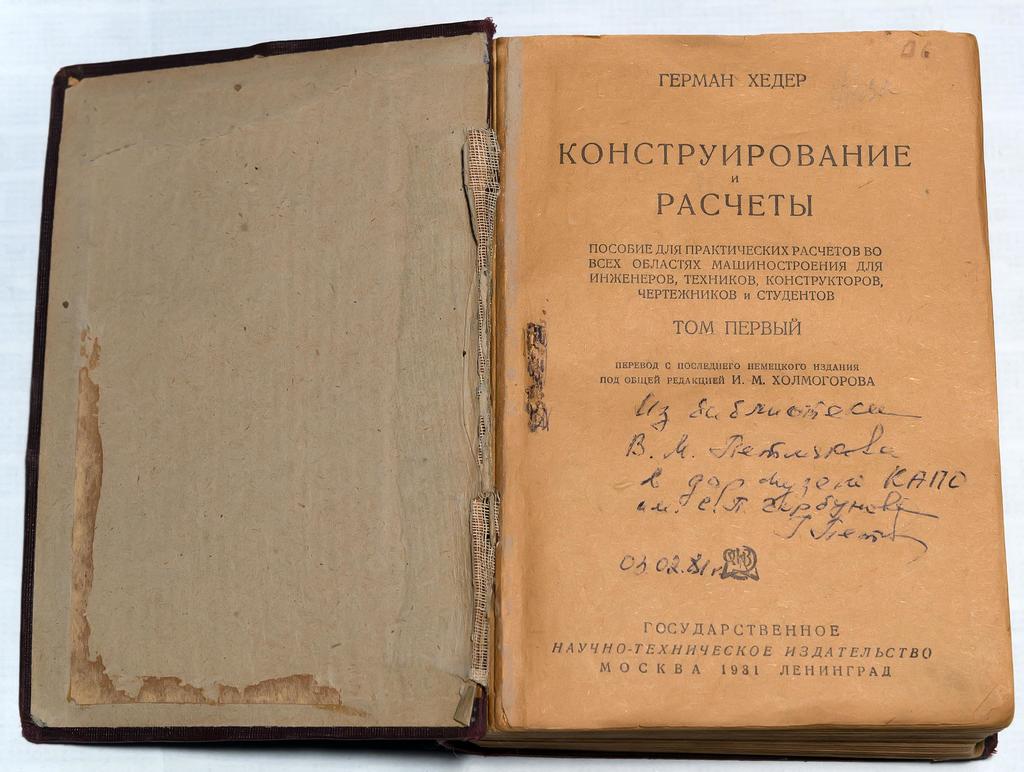 ГЕРМАН ХЕДЕР
КОНСТРУИРОВАНИЕ
и
РАСЧЕТЫ
ПОСОБИЕ ДЛЯ ПРАКТИЧЕСКИХ РАСЧЕТОВ ВО
ВСЕХ ОБЛАСТЯХ МАШИНОСТРОЕНИЯ ДЛЯ
ИНЖЕНЕРОВ, ТЕХНИКОВ, КОНСТРУКТОРОВ,
ЧЕРТЕЖНИКОВ и СТУДЕНТОВ
ТОМ ПЕРВЫЙ
ПЕРЕВОД С ПОСЛЕДНЕГО НЕМЕЦКОГО ИЗДАНИЯ
ПОД ОБЩЕЙ РЕДАКЦИЕЙ И. М. ХОЛМОГОРОВА
Из библиотеки
В. М. Петлякова
в дар музею КАПО
им. С. П. Горбунова
03.02.81г.
ГОСУДАРСТВЕННОЕ
НАУЧНО-ТЕХНИЧЕСКОЕ ИЗДАТЕЛЬСТВО
МОСКВА 1931 ЛЕНИНГРАД